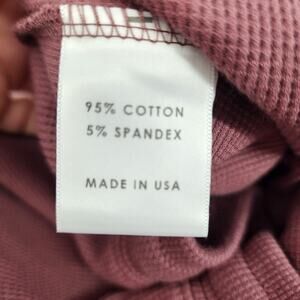 95% COTTON
5% SPANDEX
MADE IN USA